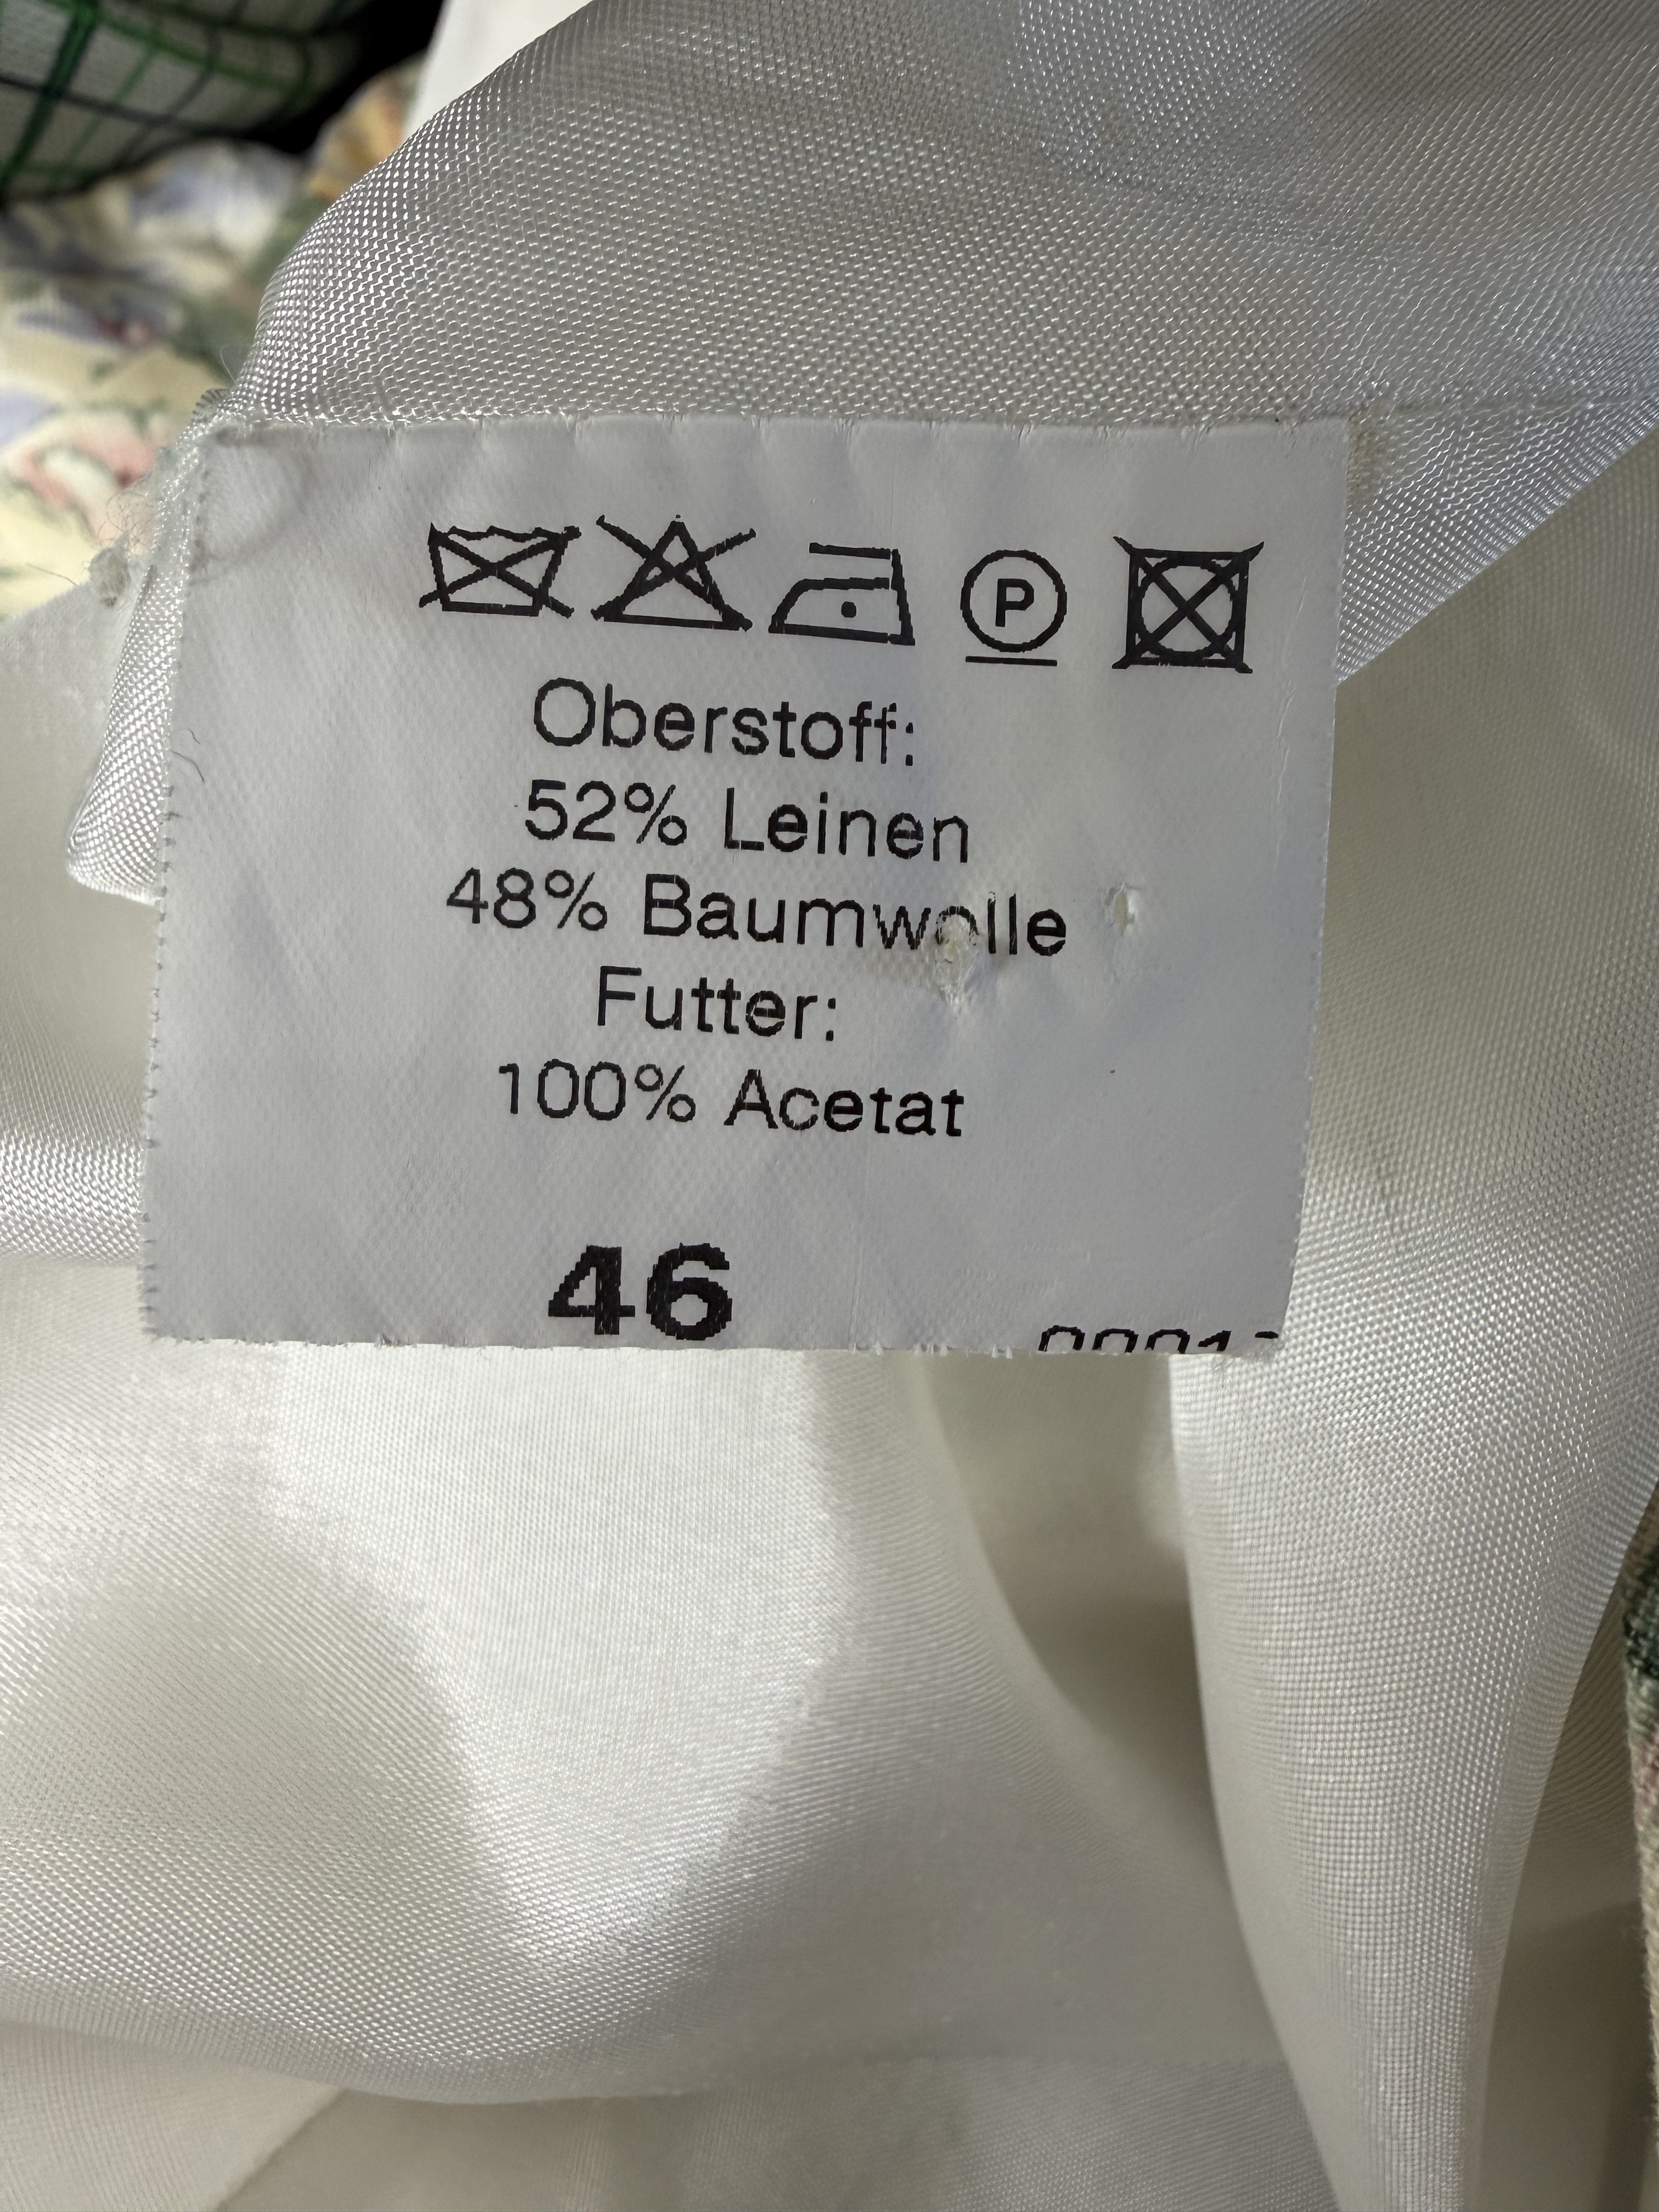 P
Oberstoff:
52% Leinen
48% Baumwolle
Futter:
100% Acetat
46